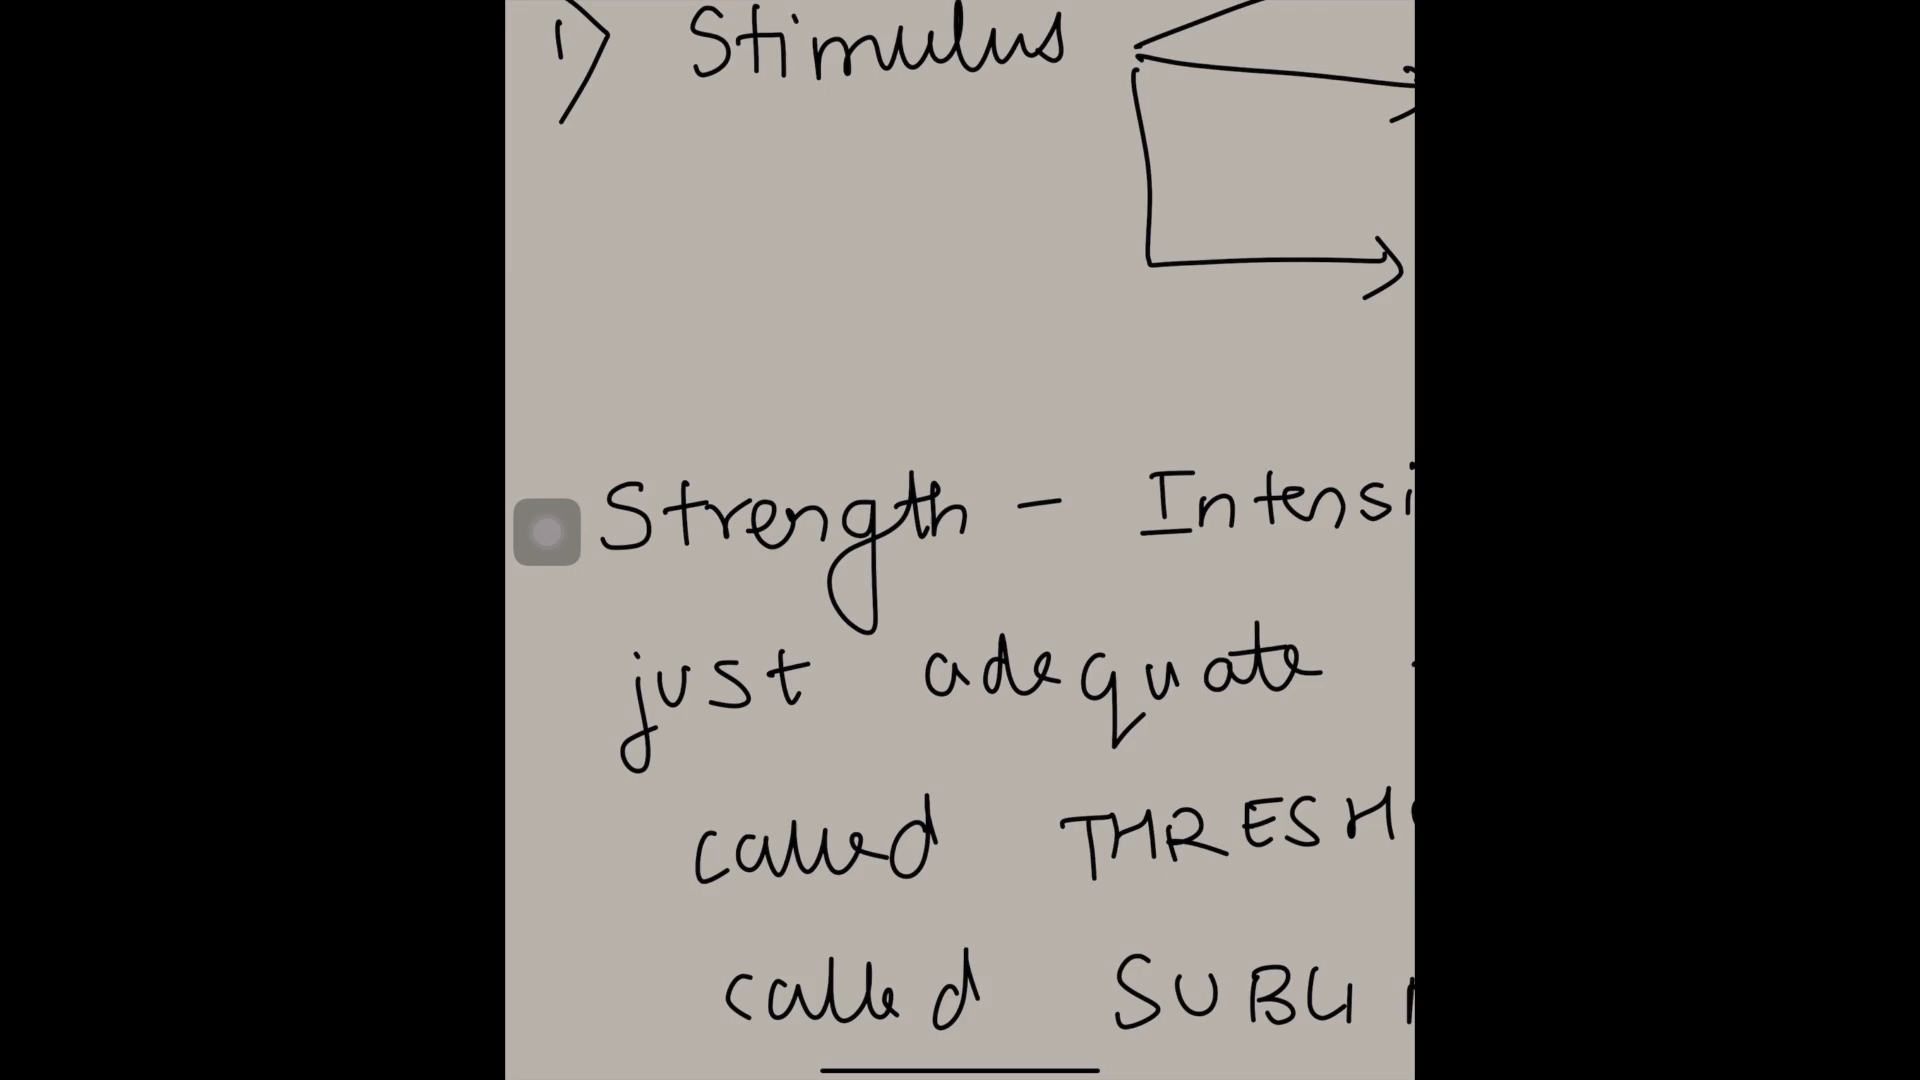 1) Stimulus
Strength - Intensi
just adequate
called THRESH
called SUBLI